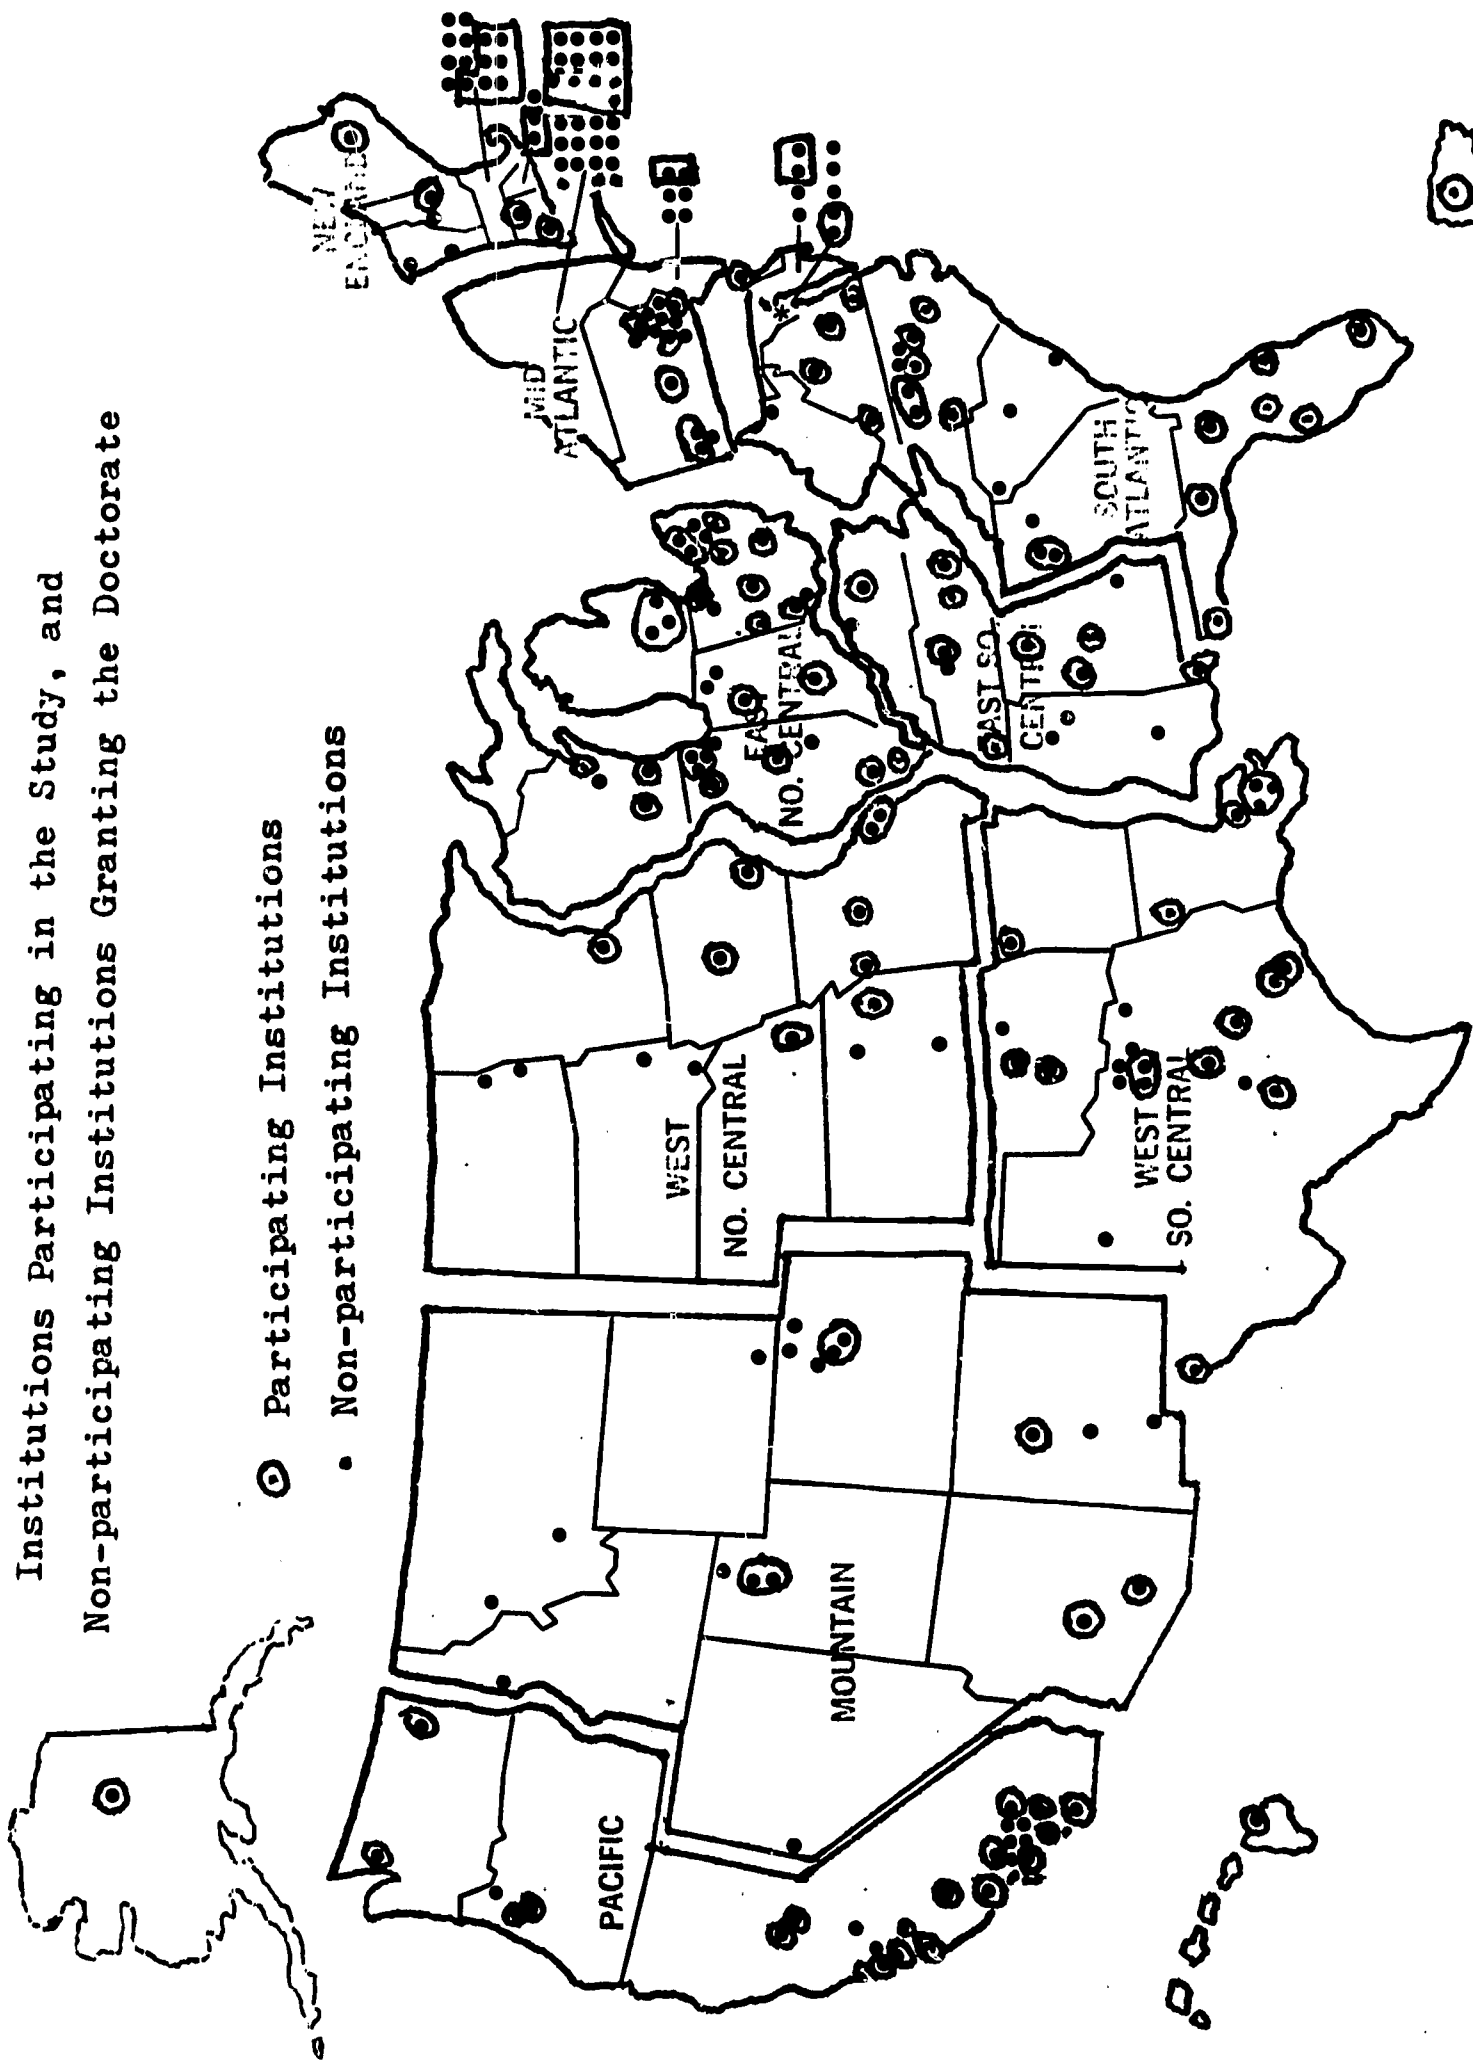 Institutions Participating in the Study, and
Non-participating Institutions Granting the Doctorate
Participating Institutions
Non-participating Institutions
PACIFIC
MOUNTAIN
WEST
NO. CENTRAL
WEST
SO. CENTRAL
EAST
NO. CENTRAL
EAST SO.
CENTRAL
MID
ATLANTIC
NEW
ENGLAND
SOUTH
ATLANTIC
*